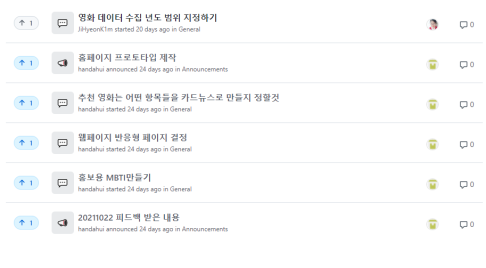 1
영화 데이터 수집 년도 범위 지정하기
JiHyeonK1m started 20 days ago in General
0
1
홈페이지 프로토타입 제작
handahui announced 24 days ago in Announcements
0
1
추천 영화는 어떤 항목들을 카드뉴스로 만들지 정할것
handahui started 24 days ago in General
0
1
웹페이지 반응형 페이지 결정
handahui started 24 days ago in General
0
1
홍보용 MBTI만들기
handahui started 24 days ago in General
0
1
20211022 피드백 받은 내용
handahui announced 24 days ago in Announcements
0